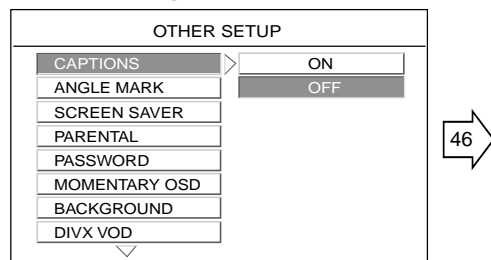 OTHER SETUP
CAPTIONS ON
ANGLE MARK OFF
SCREEN SAVER
PARENTAL
46
PASSWORD
MOMENTARY OSD
BACKGROUND
DIVX VOD